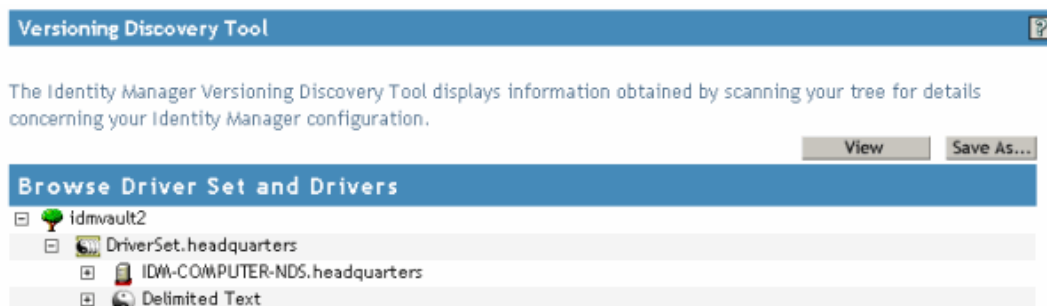 Versioning Discovery Tool
?
The Identity Manager Versioning Discovery Tool displays information obtained by scanning your tree for details
concerning your Identity Manager configuration.
View Save As...
Browse Driver Set and Drivers
idmvault2
DriverSet.headquarters
IDM-COMPUTER-NDS.headquarters
Delimited Text